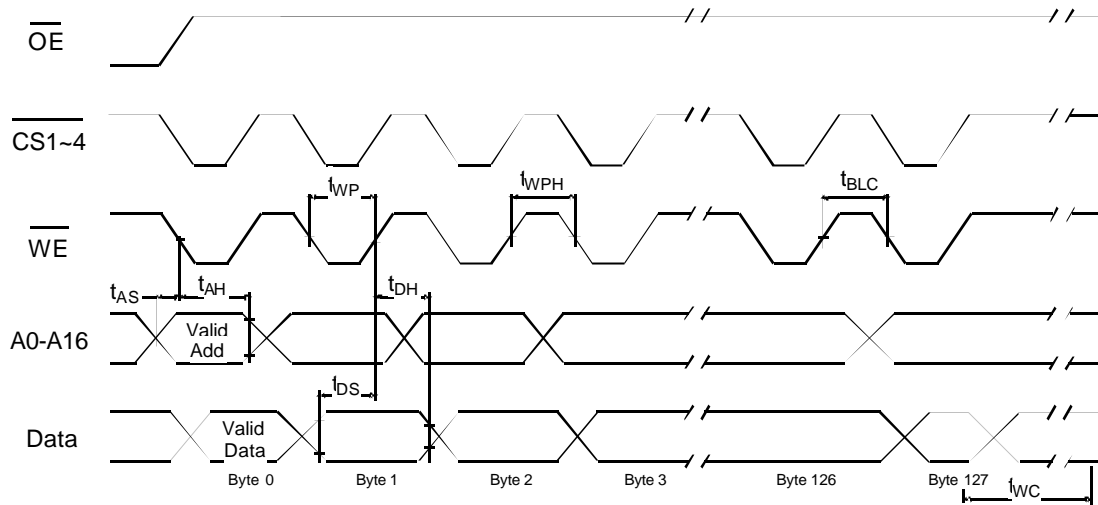 OE
CS1~4
tWP
tWPH
tBLC
WE
tAS
tAH
tDH
A0-A16
Valid
Add
tDS
Data
Valid
Data
Byte 0
Byte 1
Byte 2
Byte 3
Byte 126
Byte 127
tWC